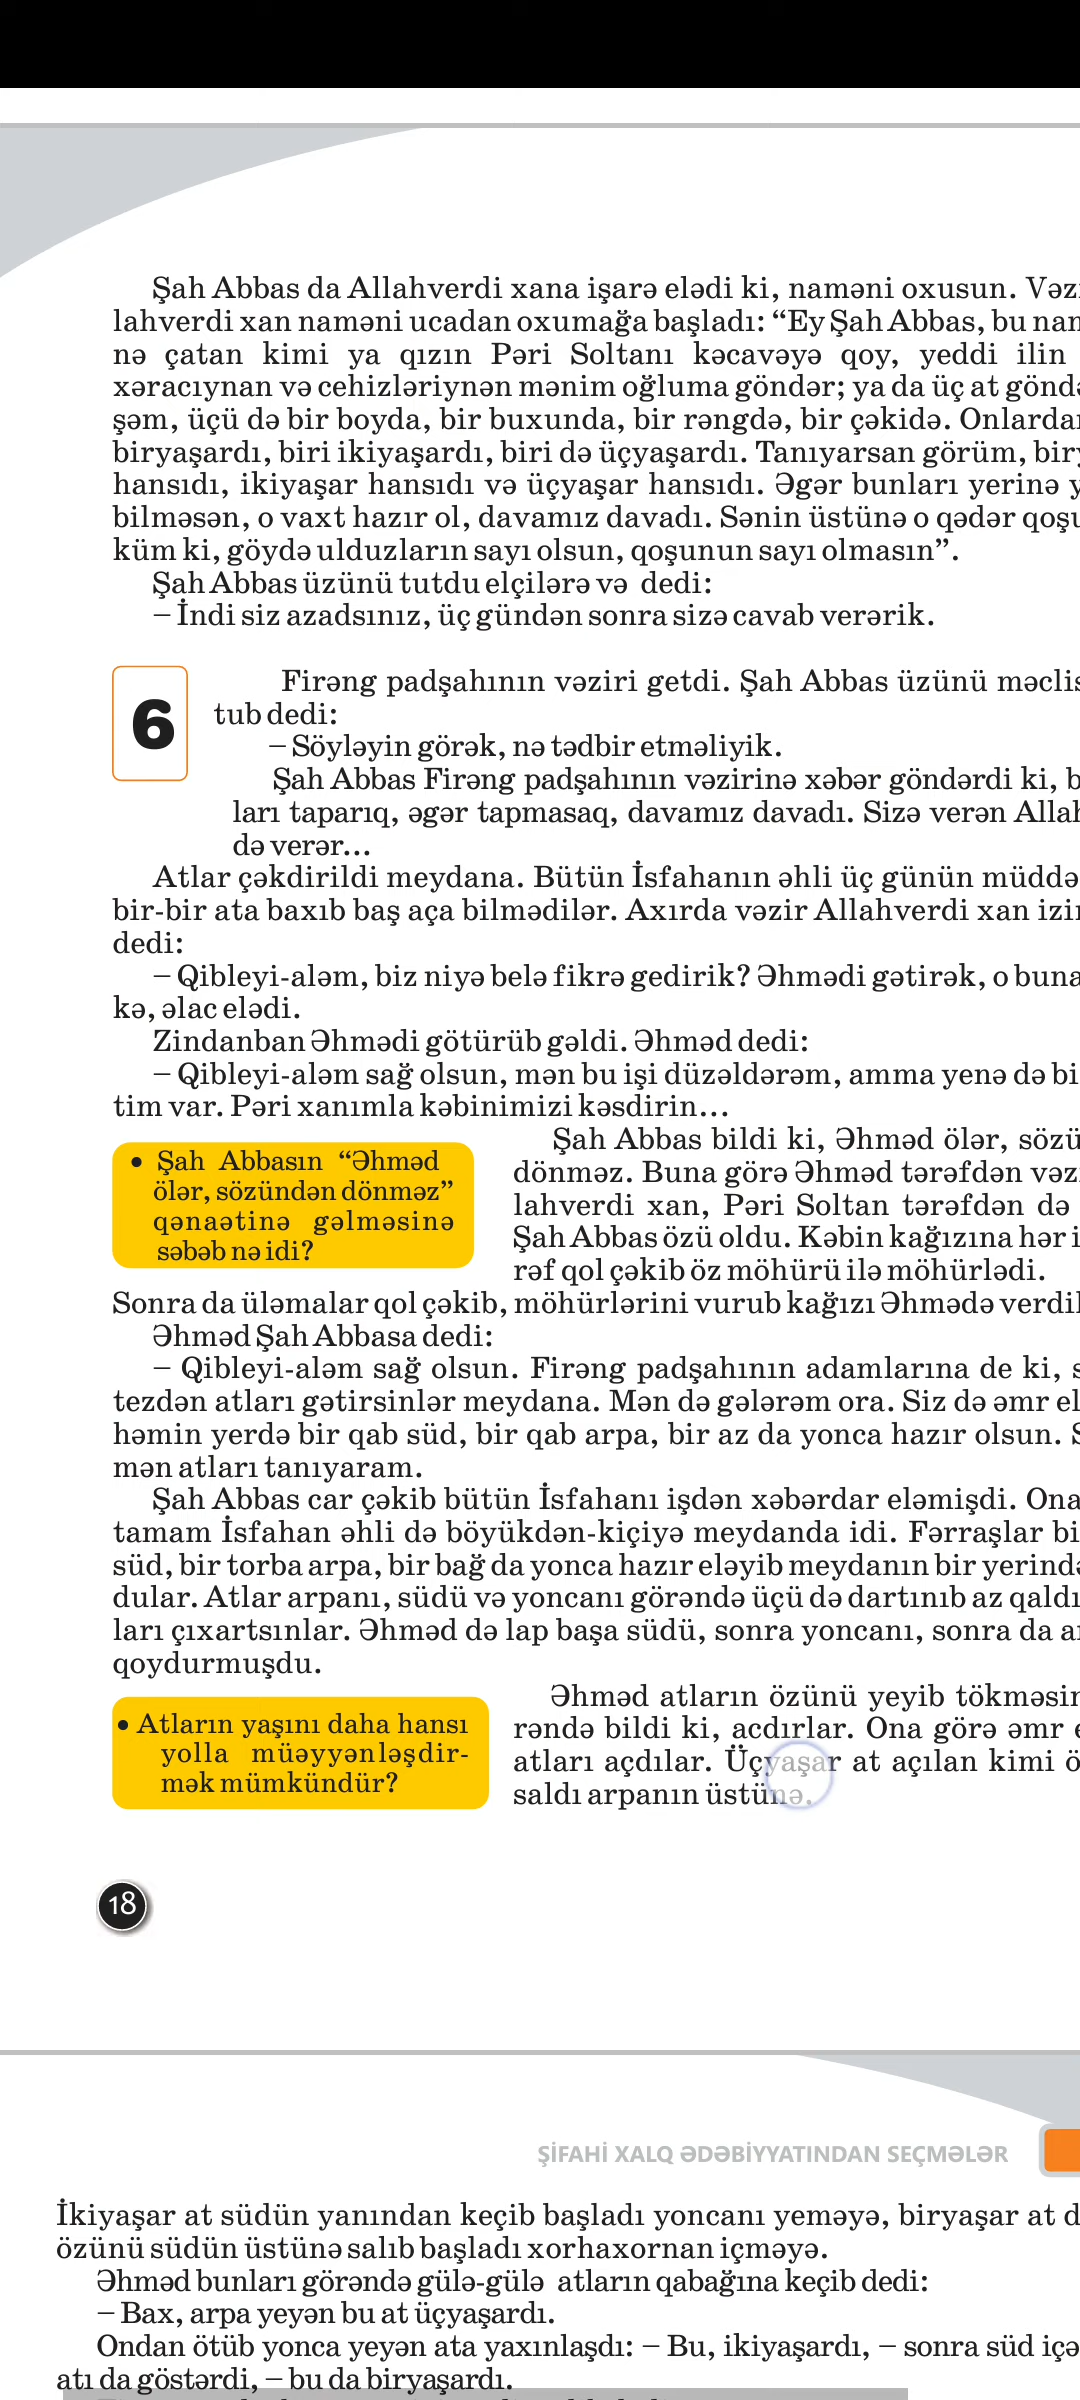 Şah Abbas da Allahverdi xana işarə elədi ki, naməni oxusun.
lahverdi xan naməni ucadan oxumağa başladı: “Ey Şah Abbas, bu
nə çatan kimi ya qızın Pəri Soltanı kəcavəyə qoy, yeddi ilin
xəracıynan və cehizləriynən mənim oğluma göndər; ya da üç at
şəm, üçü də bir boyda, bir buxunda, bir rəngdə, bir çəkidə.
biryaşardı, biri ikiyaşardı, biri də üçyaşardı. Tanıyarsan görüm,
hansıdı, ikiyaşar hansıdı və üçyaşar hansıdı. Əgər bunları yerinə
bilməsən, o vaxt hazır ol, davamız davadı. Sənin üstünə o qədər
küm ki, göydə ulduzların sayı olsun, qoşunun sayı olmasın”.
Şah Abbas üzünü tutdu elçilərə və dedi:
– İndi siz azadsınız, üç gündən sonra sizə cavab verərik.
6
Firəng padşahının vəziri getdi. Şah Abbas üzünü
tub dedi:
– Söyləyin görək, nə tədbir etməliyik.
Şah Abbas Firəng padşahının vəzirinə xəbər göndərdi ki,
ları taparıq, əgər tapmasaq, davamız davadı. Sizə verən
də verər...
Atlar çəkdirildi meydana. Bütün İsfahanın əhli üç günün
bir-bir ata baxıb baş aça bilmədilər. Axırda vəzir Allahverdi xan
dedi:
– Qibleyi-aləm, biz niyə belə fikrə gedirik? Əhmədi gətirək, o
kə, əlac elədi.
Zindanban Əhmədi götürüb gəldi. Əhməd dedi:
– Qibleyi-aləm sağ olsun, mən bu işi düzəldərəm, amma yenə də
tim var. Pəri xanımla kəbinimizi kəsdirin...
• Şah Abbasın “Əhməd
ölər, sözündən dönməz”
qənaətinə gəlməsinə
səbəb nə idi?
Şah Abbas bildi ki, Əhməd ölər,
dönməz. Buna görə Əhməd tərəfdən
lahverdi xan, Pəri Soltan tərəfdən də
Şah Abbas özü oldu. Kəbin kağızına hər
rəf qol çəkib öz möhürü ilə möhürlədi.
Sonra da üləmalar qol çəkib, möhürlərini vurub kağızı Əhmədə
Əhməd Şah Abbasa dedi:
– Qibleyi-aləm sağ olsun. Firəng padşahının adamlarına de ki,
tezdən atları gətirsinlər meydana. Mən də gələrəm ora. Siz də əmr
həmin yerdə bir qab süd, bir qab arpa, bir az da yonca hazır olsun.
mən atları tanıyaram.
Şah Abbas car çəkib bütün İsfahanı işdən xəbərdar eləmişdi.
tamam İsfahan əhli də böyükdən-kiçiyə meydanda idi. Fərraşlar
süd, bir torba arpa, bir bağ da yonca hazır eləyib meydanın bir
dular. Atlar arpanı, südü və yoncanı görəndə üçü də dartınıb az qaldı
ları çıxartsınlar. Əhməd də lap başa südü, sonra yoncanı, sonra da
qoydurmuşdu.
• Atların yaşını daha hansı
yolla müəyyənləşdir-
mək mümkündür?
Əhməd atların özünü yeyib
rəndə bildi ki, acdırlar. Ona görə əmr
atları açdılar. Üçyaşar at açılan kimi
saldı arpanın üstünə.
18
ŞİFAHİ XALQ ƏDƏBİYYATINDAN SEÇMƏLƏR
İkiyaşar at südün yanından keçib başladı yoncanı yeməyə, biryaşar at
özünü südün üstünə salıb başladı xorhaxornan içməyə.
Əhməd bunları görəndə gülə-gülə atların qabağına keçib dedi:
– Bax, arpa yeyən bu at üçyaşardı.
Ondan ötüb yonca yeyən ata yaxınlaşdı: – Bu, ikiyaşardı, – sonra süd
atı da göstərdi, – bu da biryaşardı.